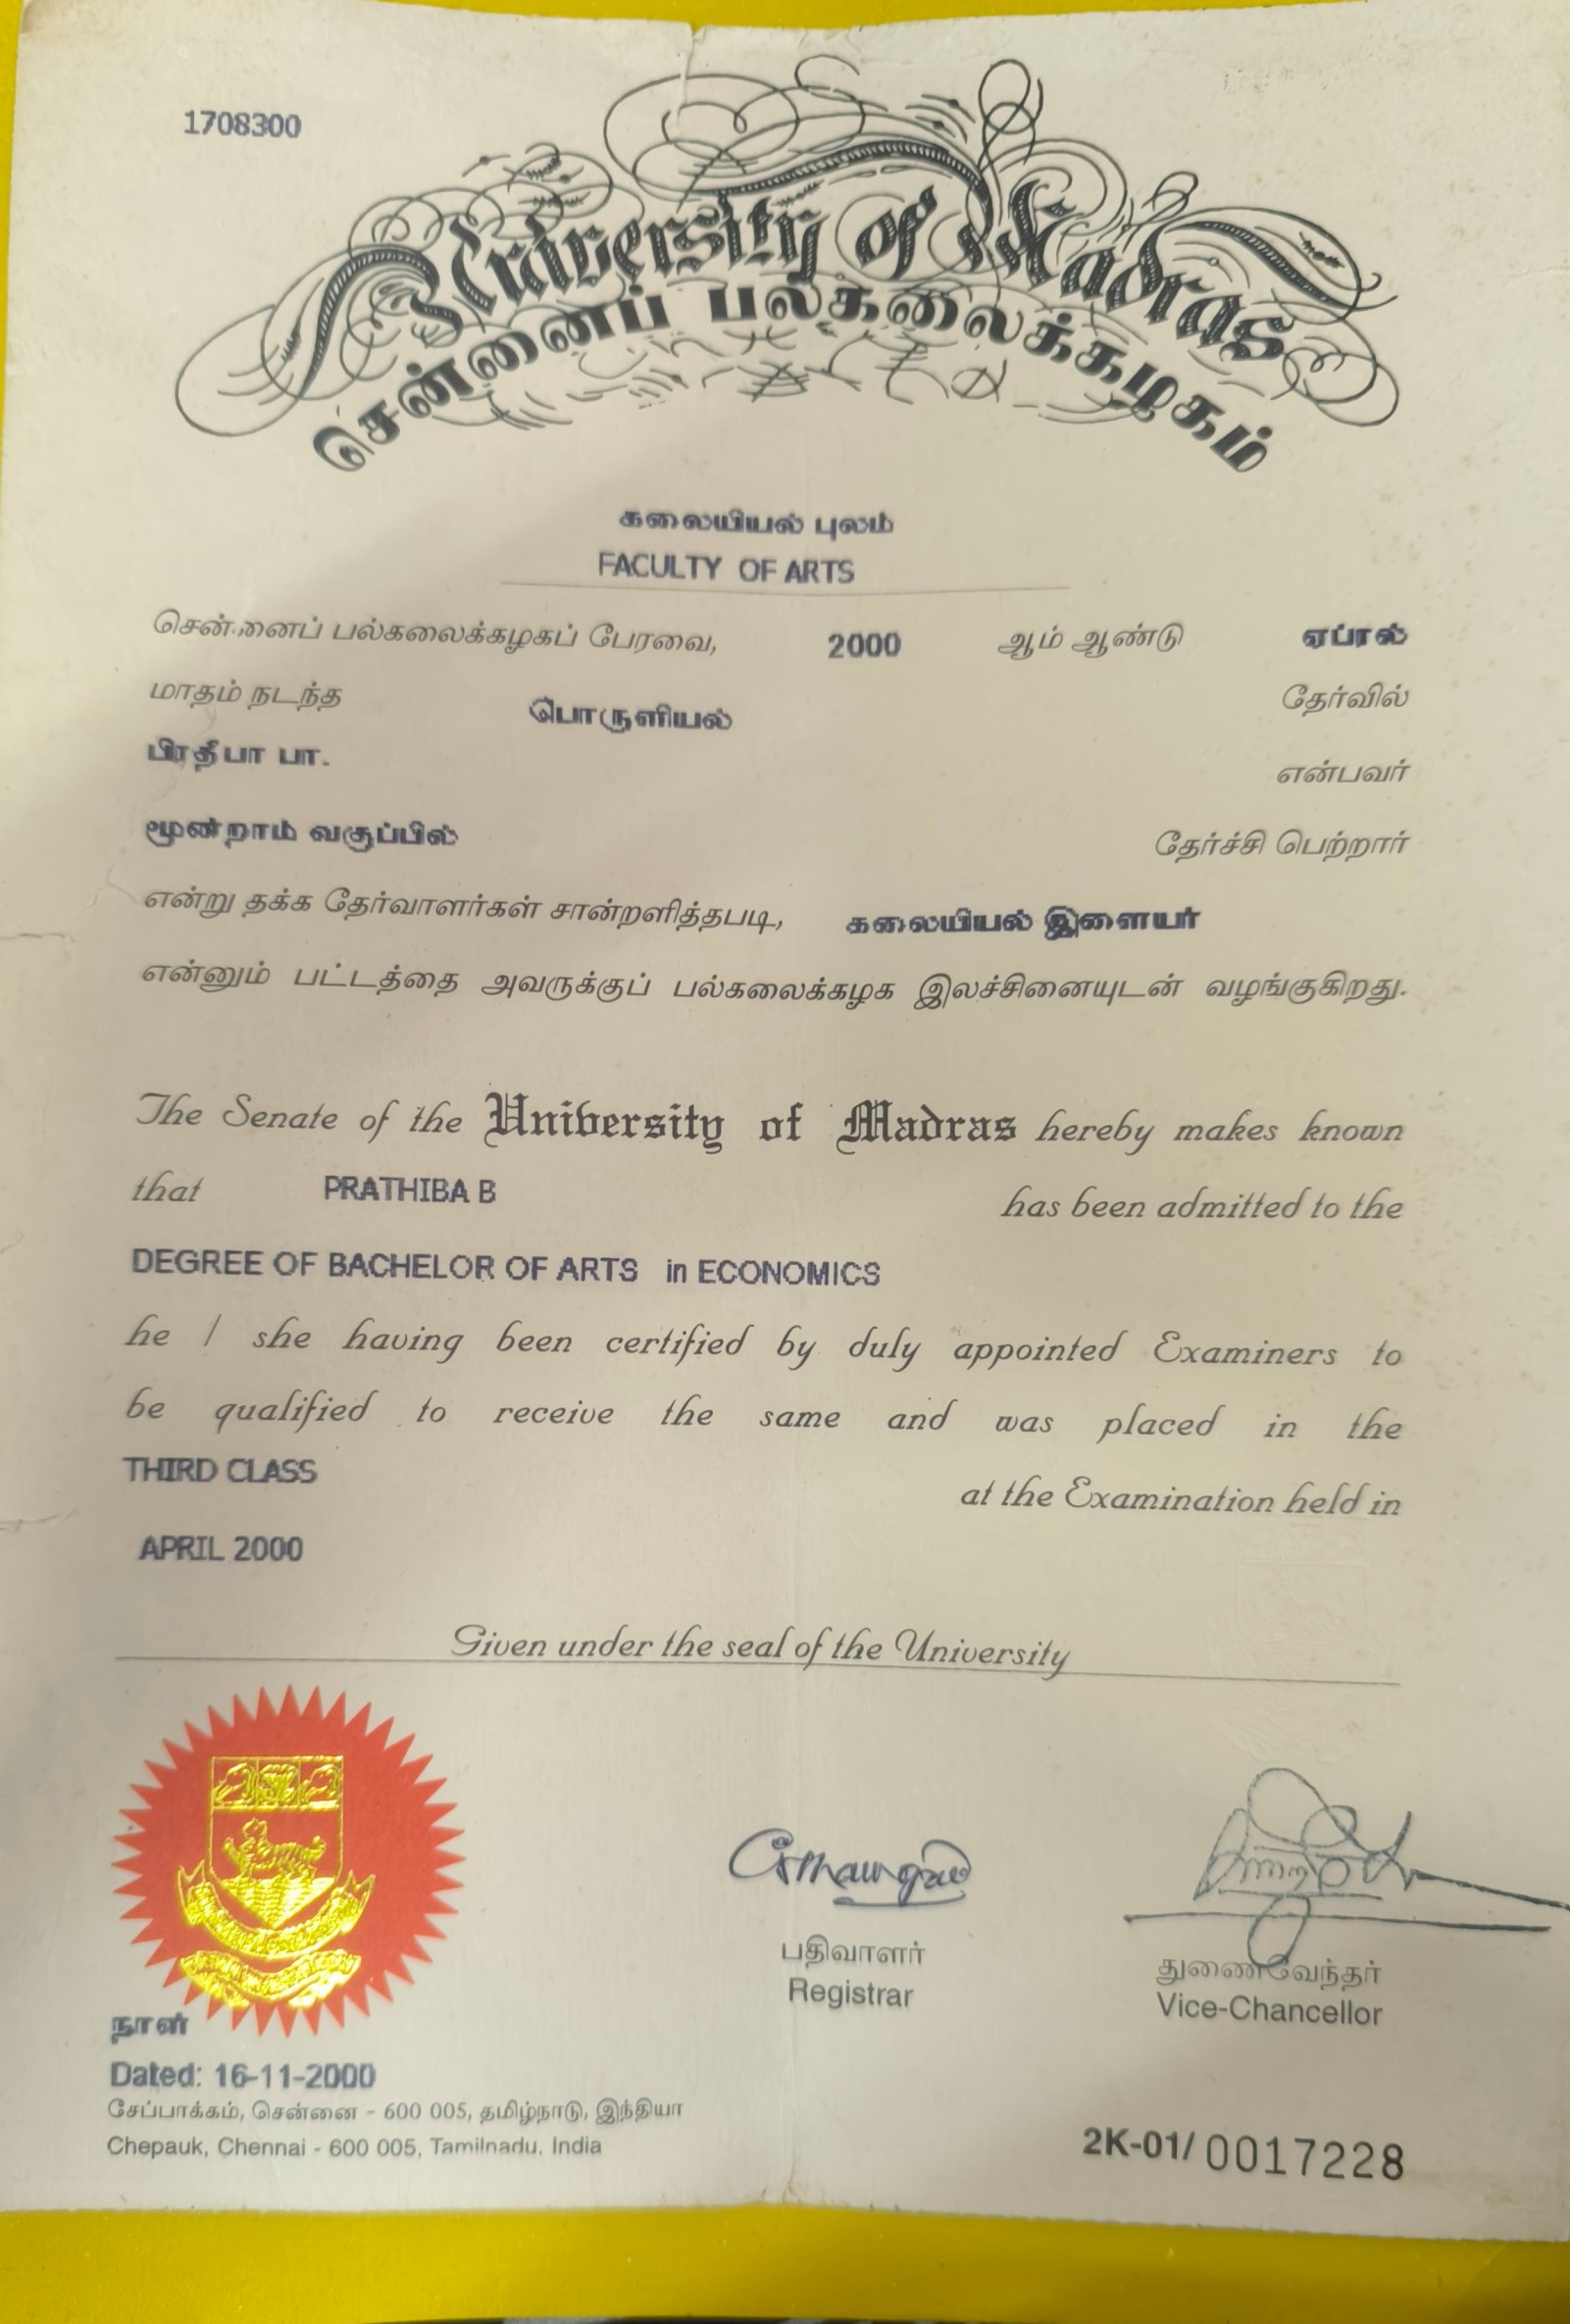 1708300
University of Madras
சென்னைப் பல்கலைக்கழகம்
கலையியல் புலம்
FACULTY OF ARTS
சென்னைப் பல்கலைக்கழகப் பேரவை, 2000 ஆம் ஆண்டு ஏப்ரல்
மாதம் நடந்த பொருளியல் தேர்வில்
பிரதீபா பா. என்பவர்
மூன்றாம் வகுப்பில் தேர்ச்சி பெற்றார்
என்று தக்க தேர்வாளர்கள் சான்றளித்தபடி, கலையியல் இளையர்
என்னும் பட்டத்தை அவருக்குப் பல்கலைக்கழக இலச்சினையுடன் வழங்குகிறது.
The Senate of the University of Madras hereby makes known
that PRATHIBA B has been admitted to the
DEGREE OF BACHELOR OF ARTS in ECONOMICS
he / she having been certified by duly appointed Examiners to
be qualified to receive the same and was placed in the
THIRD CLASS at the Examination held in
APRIL 2000
Given under the seal of the University
பதிவாளர்
Registrar
துணைவேந்தர்
Vice-Chancellor
நாள்
Dated: 16-11-2000
சேப்பாக்கம், சென்னை - 600 005, தமிழ்நாடு, இந்தியா
Chepauk, Chennai - 600 005, Tamilnadu. India
2K-01/ 0017228